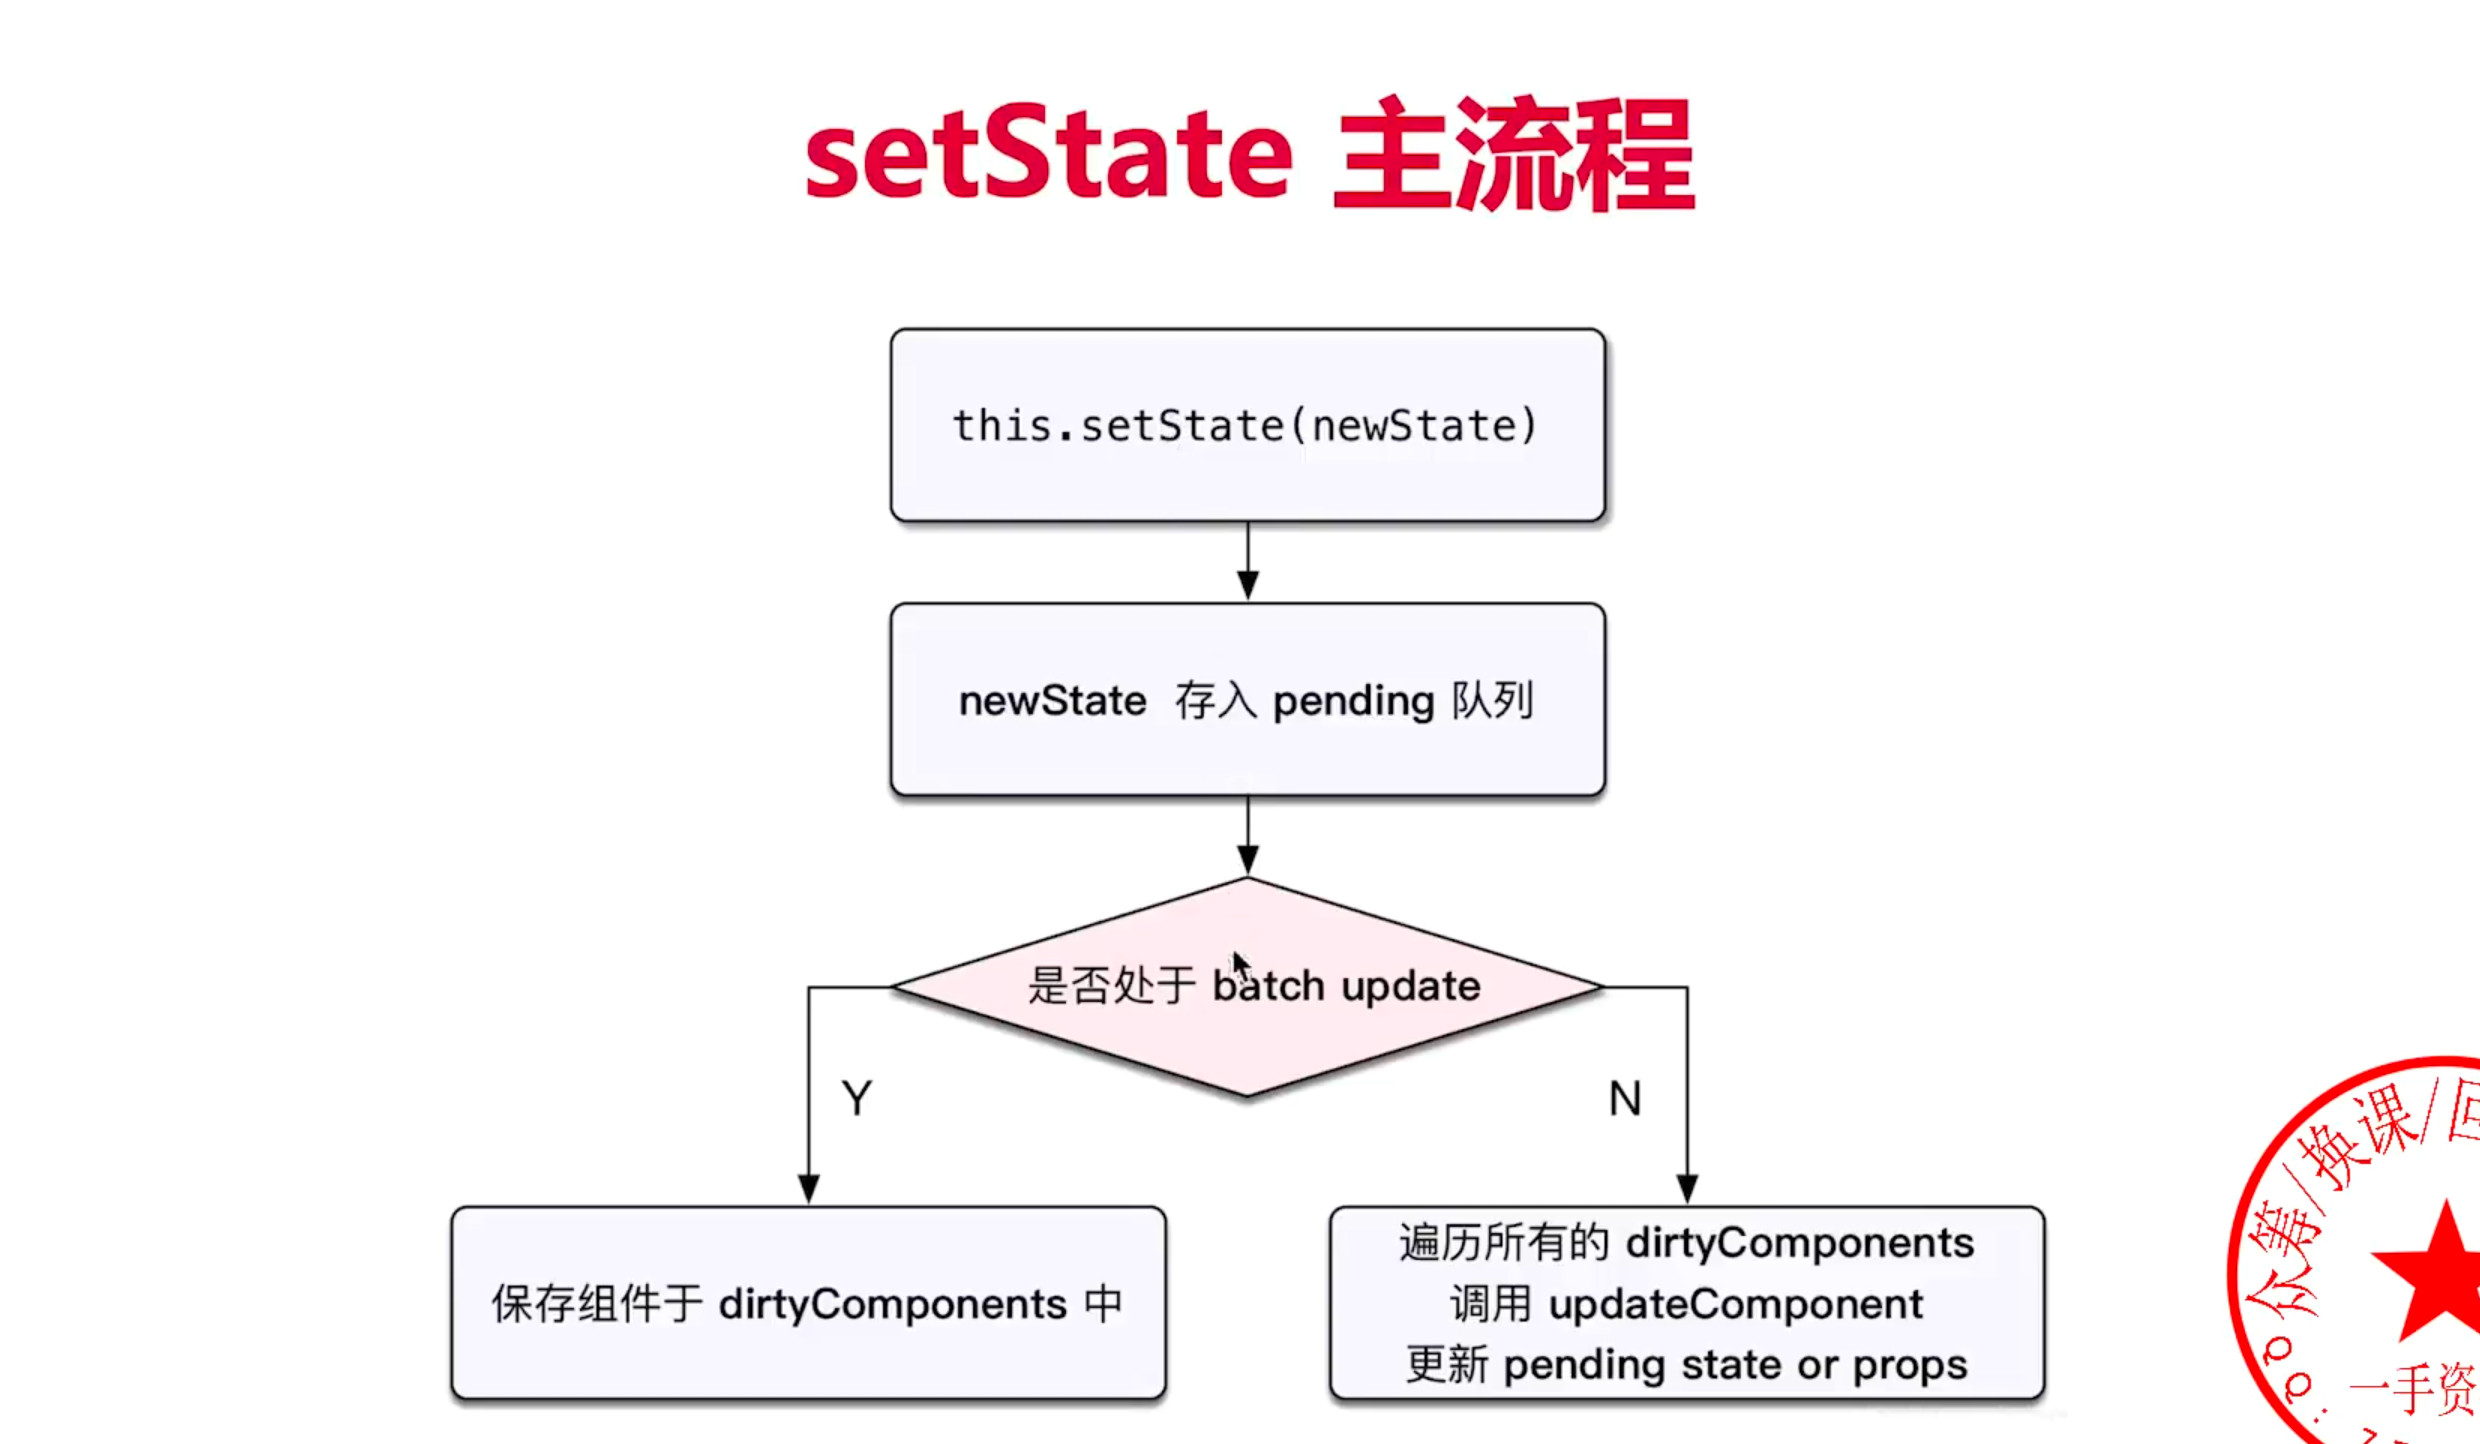 setState 主流程
this.setState(newState)
newState 存入 pending 队列
是否处于 batch update
Y
N
保存组件于 dirtyComponents 中
遍历所有的 dirtyComponents
调用 updateComponent
更新 pending state or props
众筹/换课/回
一手资